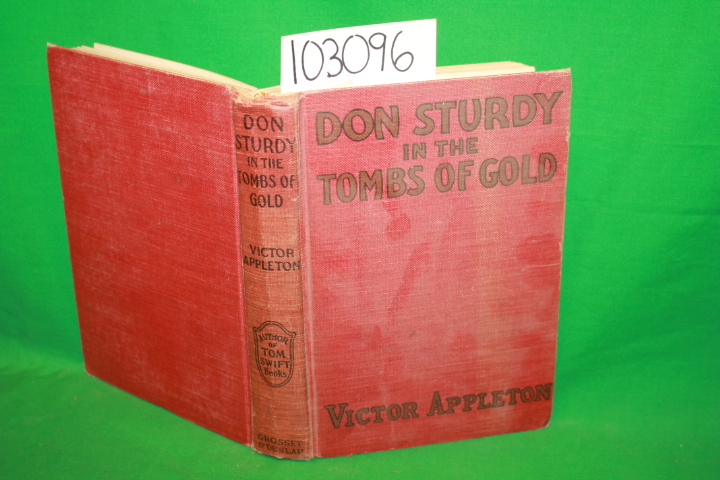 103096
DON
STURDY
IN THE
TOMBS OF
GOLD
VICTOR
APPLETON
AUTHOR
OF
TOM
SWIFT
Books
GROSSET
& DUNLAP
DON STURDY
IN THE
TOMBS OF GOLD
VICTOR APPLETON